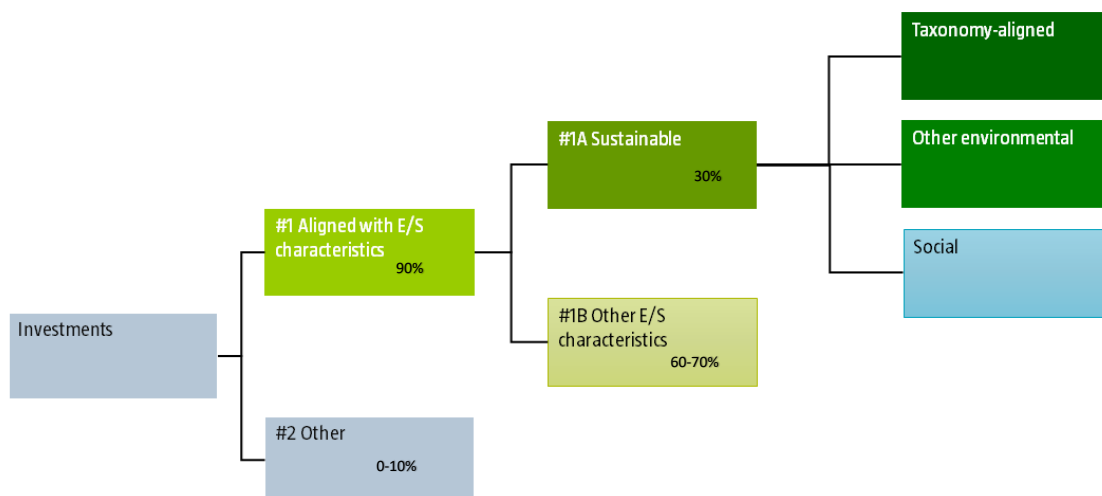 Taxonomy-aligned
#1A Sustainable
30%
Other environmental
#1 Aligned with E/S
characteristics
90%
Social
Investments
#1B Other E/S
characteristics
60-70%
#2 Other
0-10%